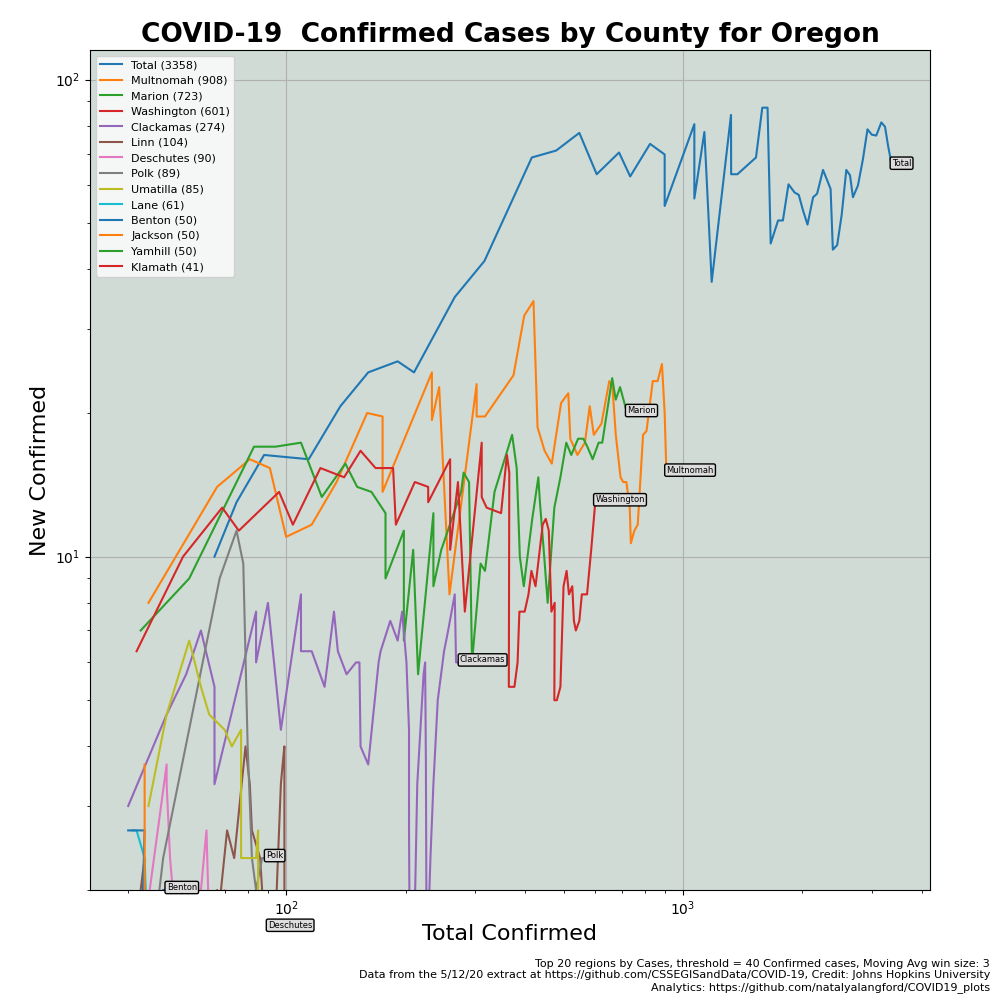 COVID-19  Confirmed Cases by County for Oregon
Total (3358)
Multnomah (908)
Marion (723)
Washington (601)
Clackamas (274)
Linn (104)
Deschutes (90)
Polk (89)
Umatilla (85)
Lane (61)
Benton (50)
Jackson (50)
Yamhill (50)
Klamath (41)
10²
10¹
New Confirmed
Total
Marion
Multnomah
Washington
Clackamas
Polk
Benton
Deschutes
10²
10³
Total Confirmed
Top 20 regions by Cases, threshold = 40 Confirmed cases, Moving Avg win size: 3
Data from the 5/12/20 extract at https://github.com/CSSEGISandData/COVID-19, Credit: Johns Hopkins University
Analytics: https://github.com/natalyalangford/COVID19_plots